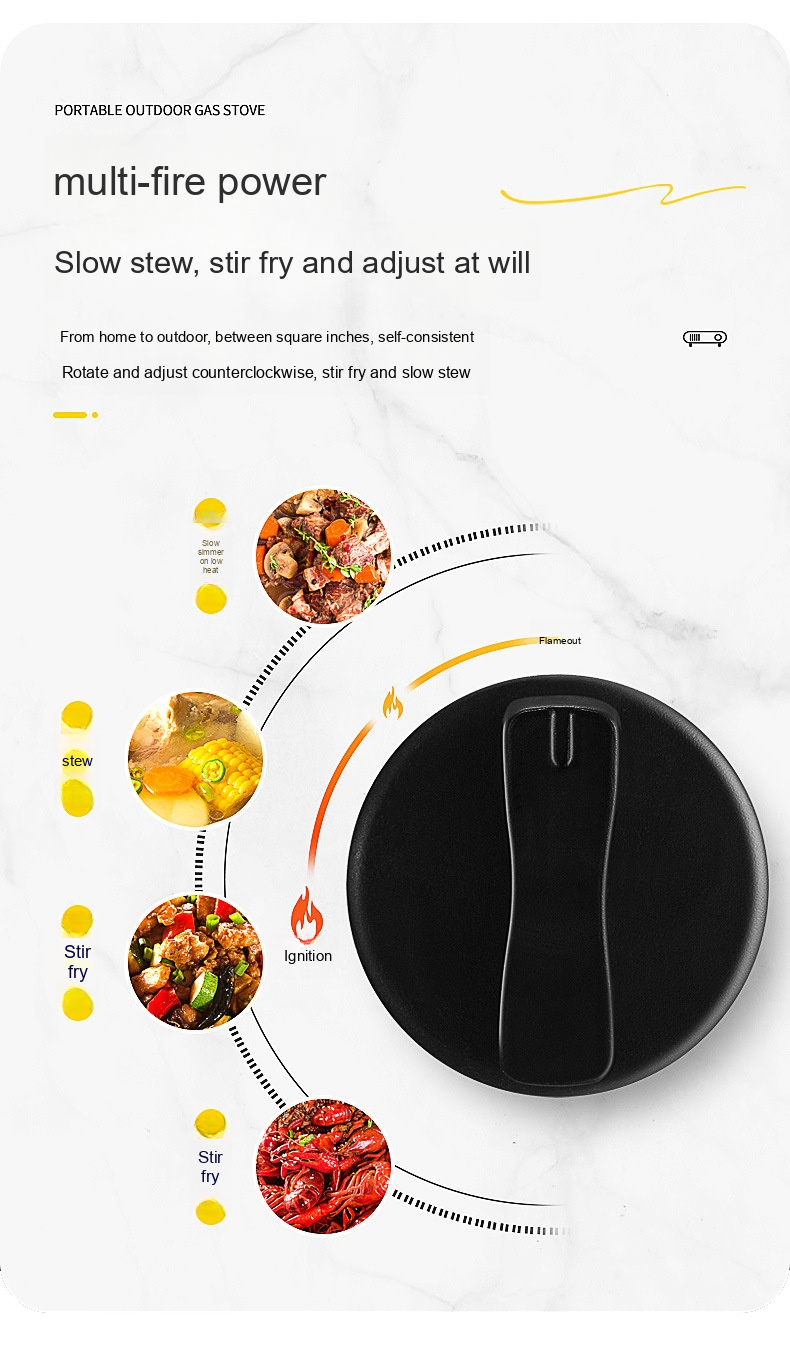 PORTABLE OUTDOOR GAS STOVE
multi-fire power
Slow stew, stir fry and adjust at will
From home to outdoor, between square inches, self-consistent
Rotate and adjust counterclockwise, stir fry and slow stew
Slow
simmer
on low
heat
Flameout
stew
Stir
fry
Ignition
Stir
fry